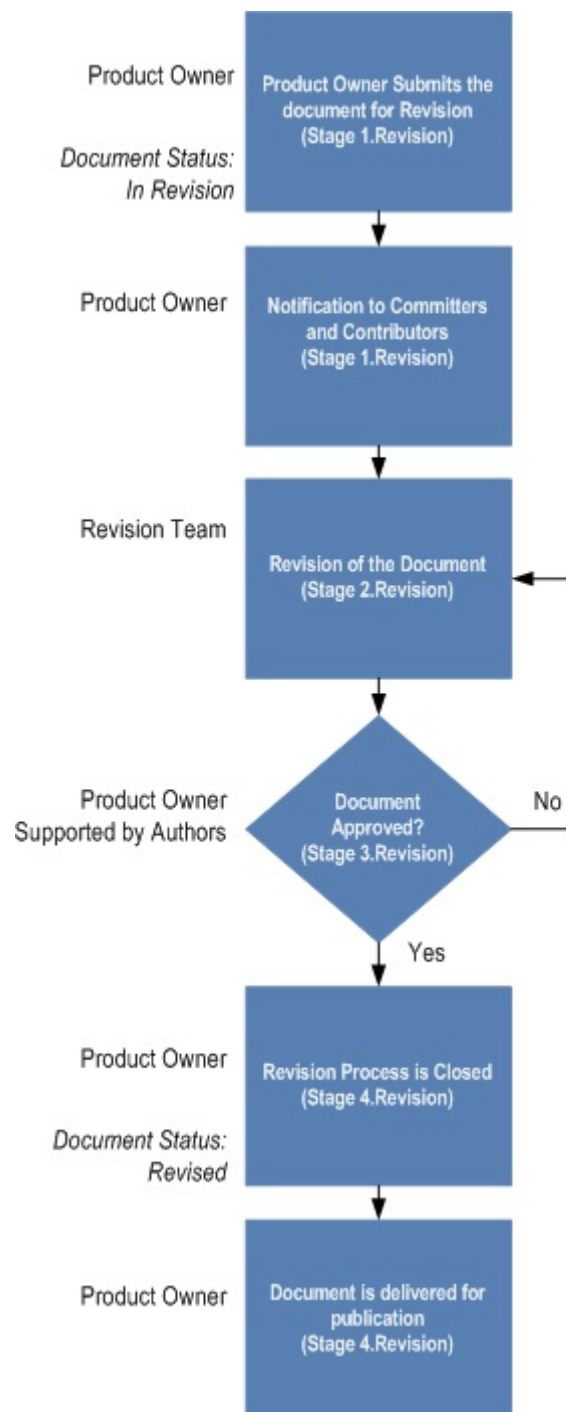 Product Owner
Document Status:
In Revision
Product Owner Submits the
document for Revision
(Stage 1.Revision)
Product Owner
Notification to Committers
and Contributors
(Stage 1.Revision)
Revision Team
Revision of the Document
(Stage 2.Revision)
Product Owner
Supported by Authors
Document
Approved?
(Stage 3.Revision)
No
Yes
Product Owner
Document Status:
Revised
Revision Process is Closed
(Stage 4.Revision)
Product Owner
Document is delivered for
publication
(Stage 4.Revision)